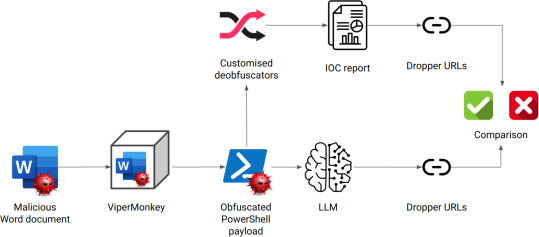 Customised
deobfuscators
IOC report
Dropper URLs
Comparison
W
W
Malicious
Word document
ViperMonkey
Obfuscated
PowerShell
payload
LLM
Dropper URLs